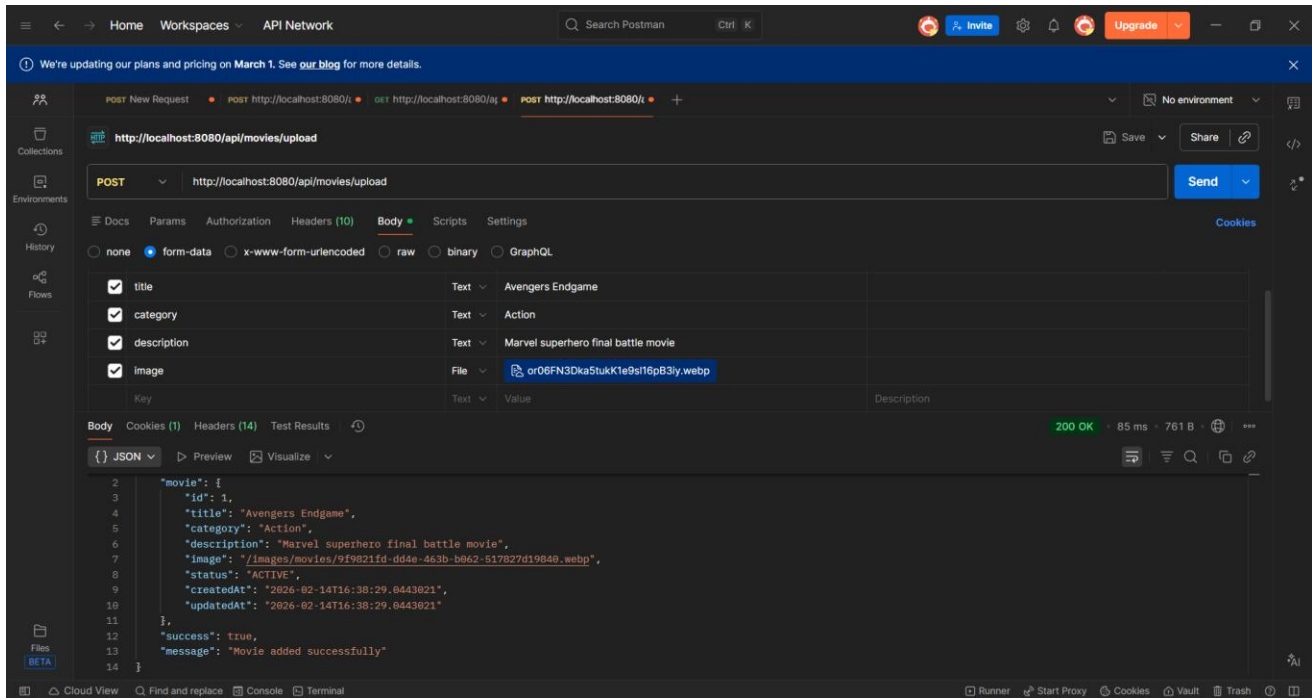 Home Workspaces API Network Search Postman Ctrl K Invite Upgrade
We're updating our plans and pricing on March 1. See our blog for more details.
POST New Request POST http://localhost:8080/ GET http://localhost:8080/ap POST http://localhost:8080/ + No environment
HTTP http://localhost:8080/api/movies/upload Save Share
Collections
POST http://localhost:8080/api/movies/upload Send
Environments
Docs Params Authorization Headers (10) Body Scripts Settings Cookies
History
none form-data x-www-form-urlencoded raw binary GraphQL
Flows
title Text Avengers Endgame
category Text Action
description Text Marvel superhero final battle movie
image File or06FN3Dka5tukK1e9sl16pB3iy.webp
Key Text Value Description
Body Cookies (1) Headers (14) Test Results 200 OK 85 ms 761 B
{} JSON Preview Visualize
2 "movie": {
3 "id": 1,
4 "title": "Avengers Endgame",
5 "category": "Action",
6 "description": "Marvel superhero final battle movie",
7 "image": "/images/movies/9f9821fd-dd4e-463b-b062-517827d19840.webp",
8 "status": "ACTIVE",
9 "createdAt": "2026-02-14T16:38:29.0443021",
10 "updatedAt": "2026-02-14T16:38:29.0443021"
11 },
12 "success": true,
13 "message": "Movie added successfully"
14 }
Files
BETA
AI
Cloud View Find and replace Console Terminal Runner Start Proxy Cookies Vault Trash